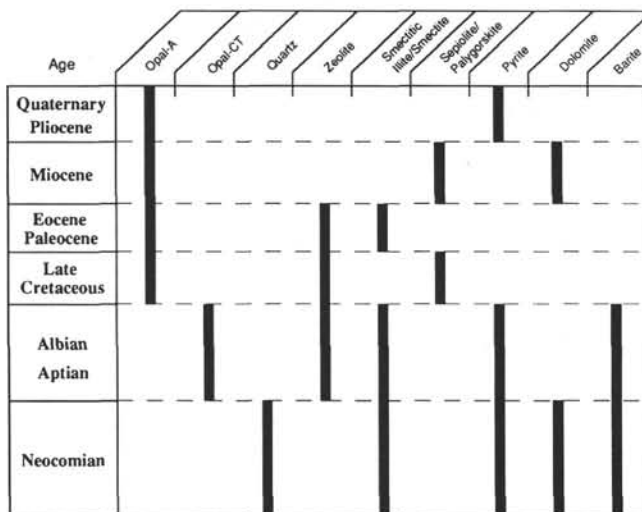 Age
Opal-A
Opal-CT
Quartz
Zeolite
Smectitic
Illite/Smectite
Sepiolite/
Palygorskite
Pyrite
Dolomite
Barite
Quaternary
Pliocene
Miocene
Eocene
Paleocene
Late
Cretaceous
Albian
Aptian
Neocomian